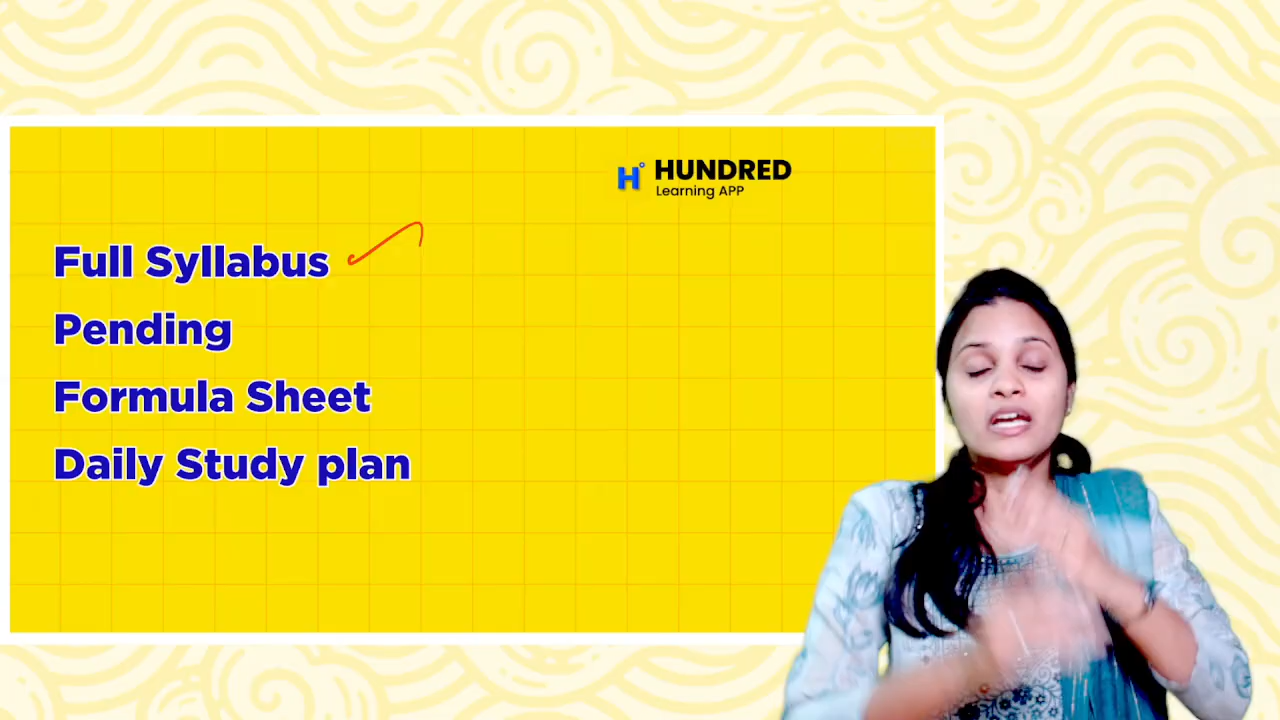 HUNDRED
Learning APP
Full Syllabus
Pending
Formula Sheet
Daily Study plan